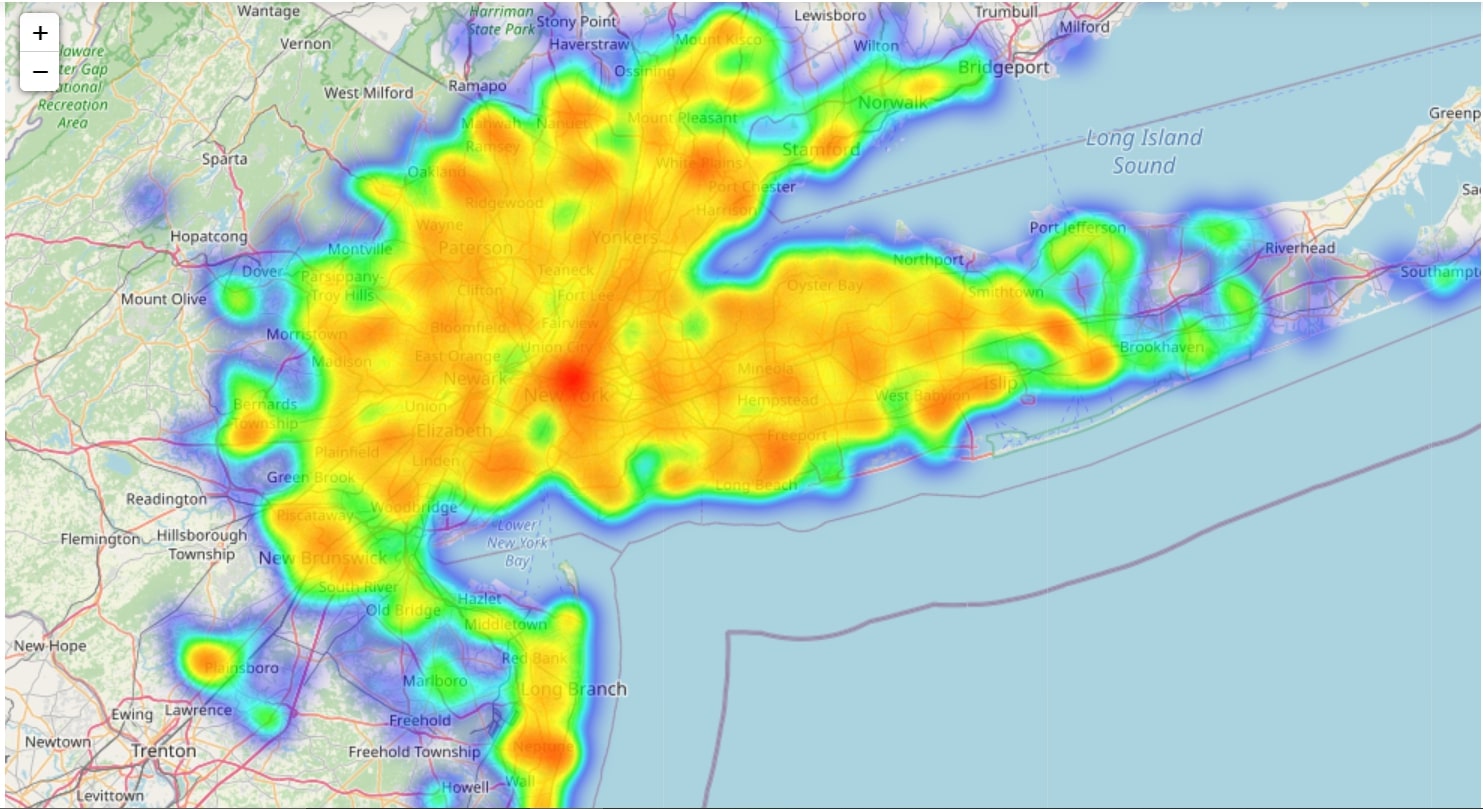 +
−
Wantage
Harriman
State Park
Stony Point
Lewisboro
Trumbull
Milford
Vernon
Haverstraw
Mount Kisco
Wilton
laware
ter Gap
ational
Recreation
Area
Ramapo
Ossining
Bridgeport
West Milford
Norwalk
Greenp
Mahwah
Nanuet
Mount Pleasant
Long Island
Sound
Ramsey
Stamford
Sparta
White Plains
Oakland
Port Chester
Sa
Ridgewood
Harrison
Wayne
Port Jefferson
Hopatcong
Yonkers
Montville
Paterson
Riverhead
Northport
Dover
Parsippany-
Troy Hills
Teaneck
Southampt
Mount Olive
Clifton
Fort Lee
Oyster Bay
Smithtown
Morristown
Bloomfield
Fairview
Union City
Brookhaven
Madison
East Orange
Mineola
Newark
New York
Islip
Bernards
Township
Union
Hempstead
West Babylon
Elizabeth
Freeport
Plainfield
Linden
Green Brook
Long Beach
Readington
Woodbridge
Piscataway
Flemington
Hillsborough
Township
Lower
New York
Bay
New Brunswick
South River
Hazlet
Old Bridge
Middletown
New Hope
Red Bank
Plainsboro
Marlboro
Long Branch
Ewing
Lawrence
Freehold
Newtown
Trenton
Freehold Township
Neptune
Howell
Wall
Levittown